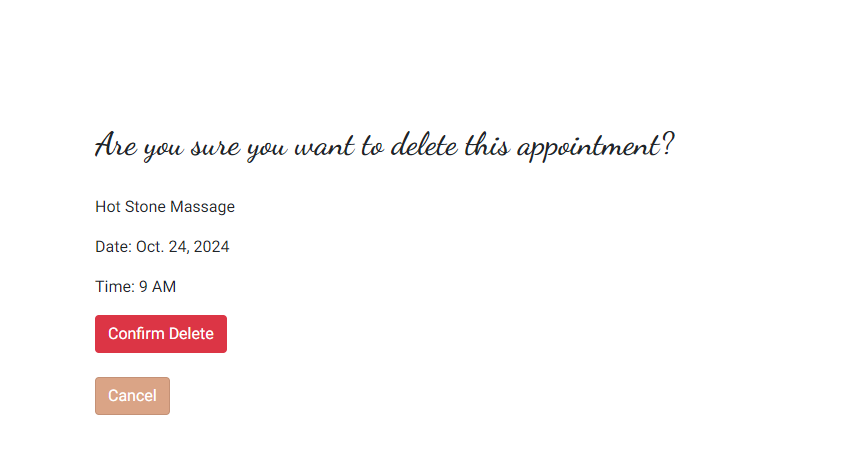 Are you sure you want to delete this appointment?
Hot Stone Massage
Date: Oct. 24, 2024
Time: 9 AM
Confirm Delete
Cancel